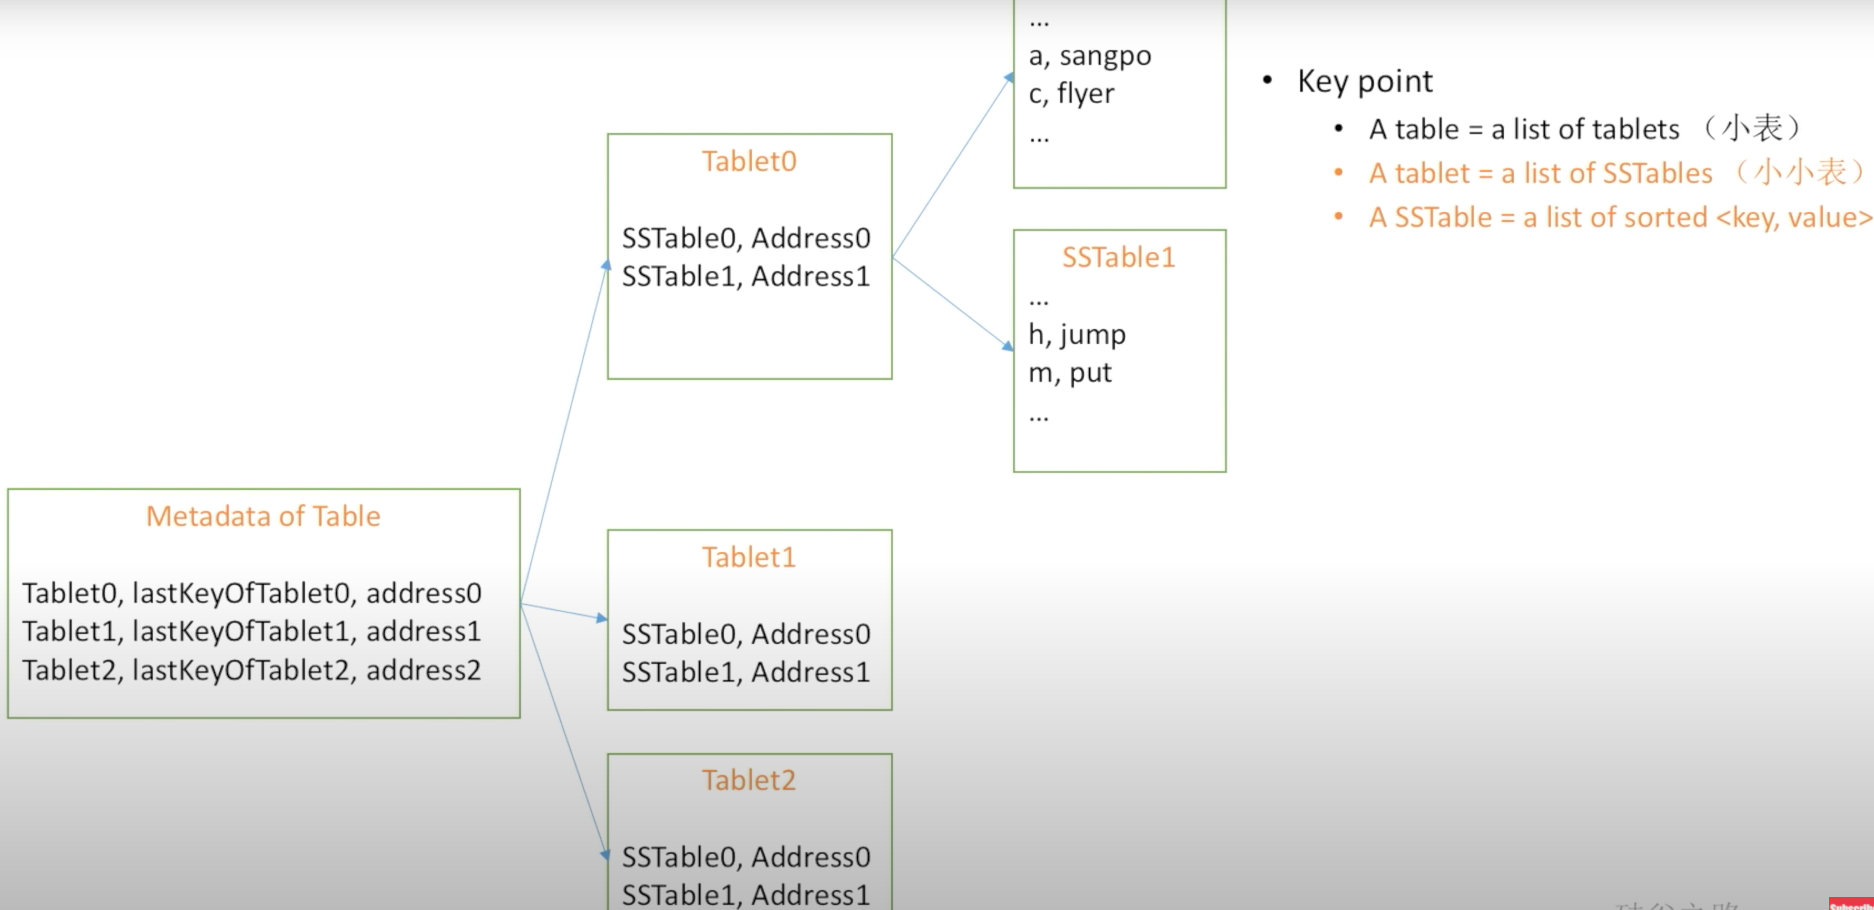 ...
a, sangpo
c, flyer
...
Key point
A table = a list of tablets （小表）
A tablet = a list of SSTables （小小表）
A SSTable = a list of sorted <key, value>
Tablet0
SSTable0, Address0
SSTable1, Address1
SSTable1
...
h, jump
m, put
...
Metadata of Table
Tablet0, lastKeyOfTablet0, address0
Tablet1, lastKeyOfTablet1, address1
Tablet2, lastKeyOfTablet2, address2
Tablet1
SSTable0, Address0
SSTable1, Address1
Tablet2
SSTable0, Address0
SSTable1, Address1